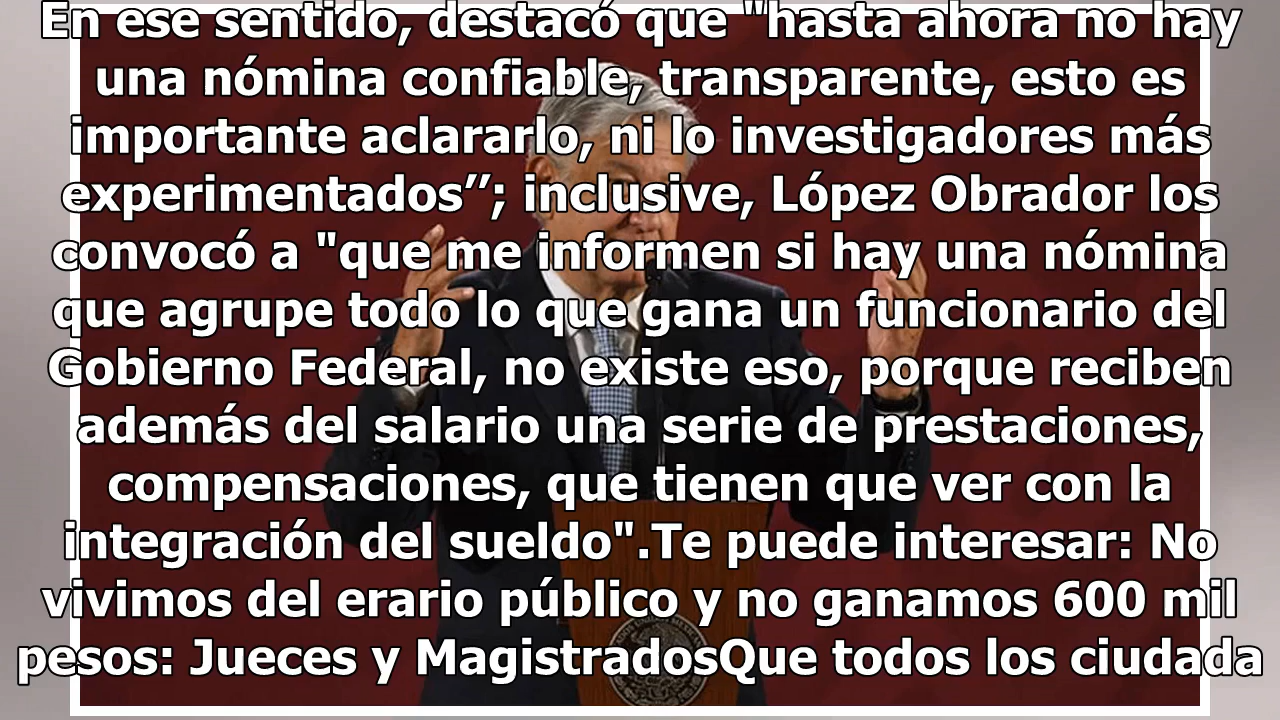 En ese sentido, destacó que "hasta ahora no hay
una nómina confiable, transparente, esto es
importante aclararlo, ni lo investigadores más
experimentados’’; inclusive, López Obrador los
convocó a "que me informen si hay una nómina
que agrupe todo lo que gana un funcionario del
Gobierno Federal, no existe eso, porque reciben
además del salario una serie de prestaciones,
compensaciones, que tienen que ver con la
integración del sueldo".Te puede interesar: No
vivimos del erario público y no ganamos 600 mil
pesos: Jueces y MagistradosQue todos los ciudada